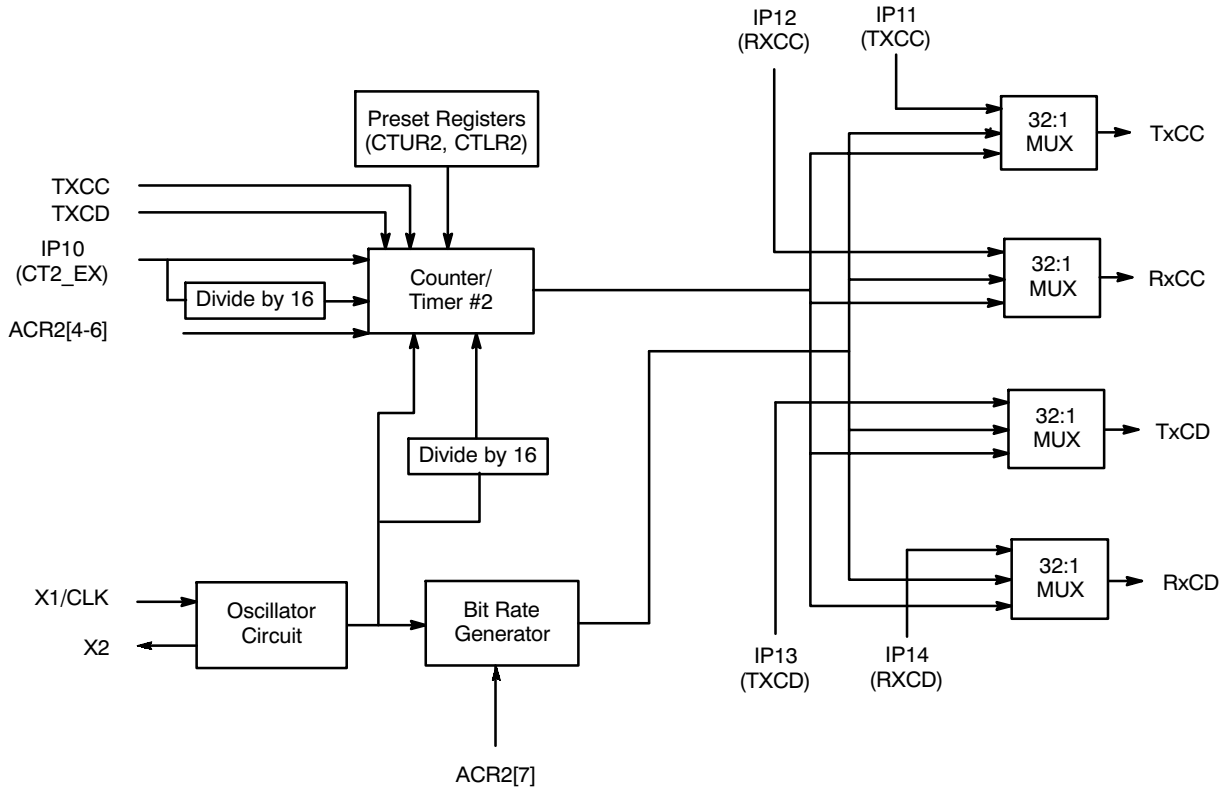 IP12
(RXCC)
IP11
(TXCC)
Preset Registers
(CTUR2, CTLR2)
32:1
MUX
TxCC
TXCC
TXCD
IP10
(CT2_EX)
Divide by 16
ACR2[4-6]
Counter/
Timer #2
32:1
MUX
RxCC
32:1
MUX
TxCD
Divide by 16
32:1
MUX
RxCD
X1/CLK
X2
Oscillator
Circuit
Bit Rate
Generator
IP13
(TXCD)
IP14
(RXCD)
ACR2[7]